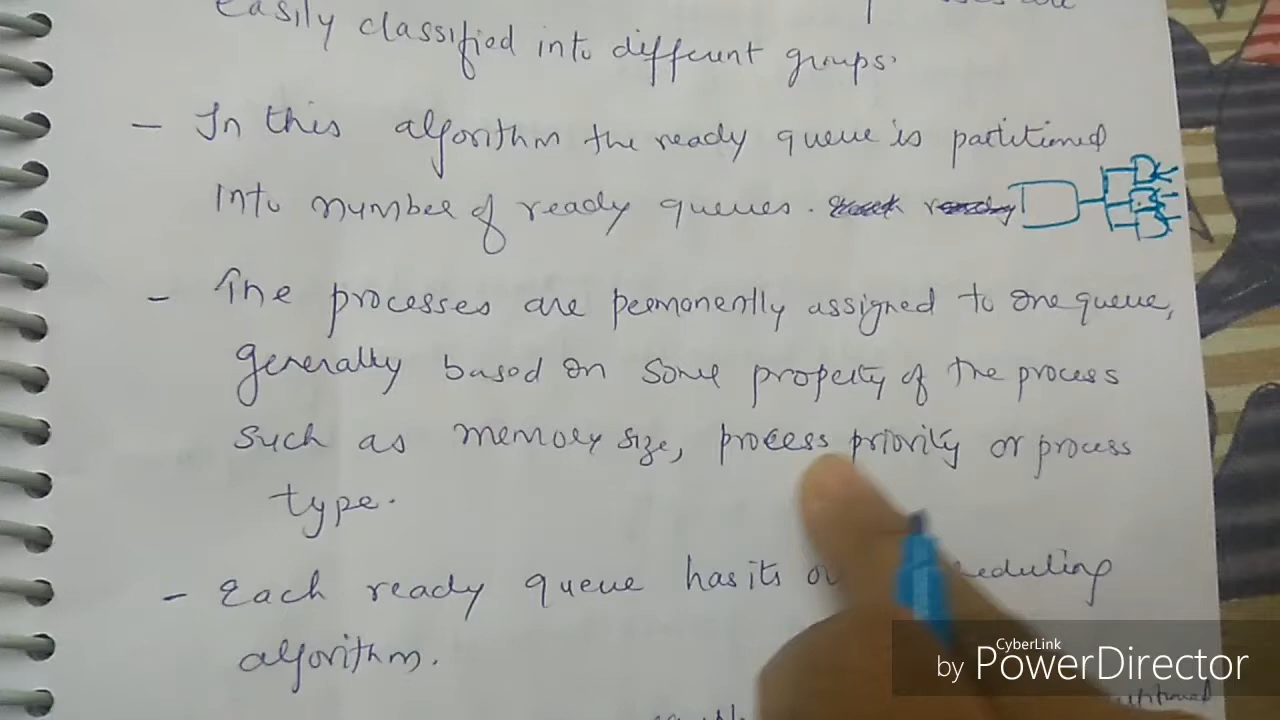 easily classified into different groups.
- In this algorithm the ready queue is partitioned
into number of ready queues.
- The processes are permonently assigned to one queue,
generally based on some property of the process
such as memory size, process priority or process
type.
- Each ready queue has its
algorithm.
CyberLink
by PowerDirector